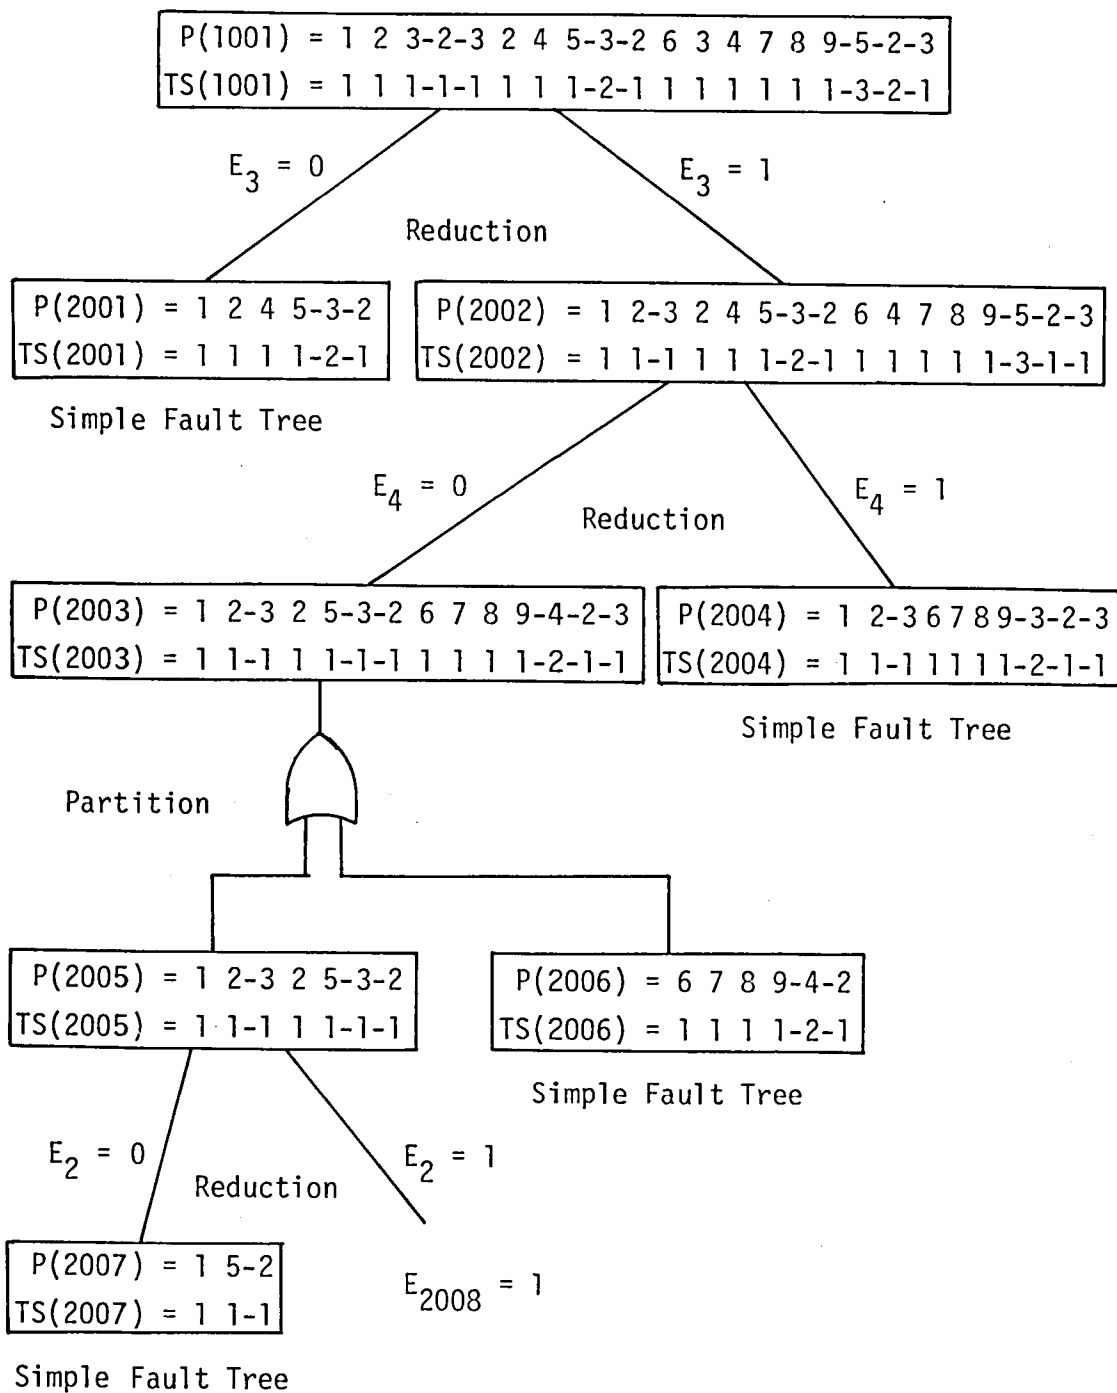 P(1001) = 1 2 3-2-3 2 4 5-3-2 6 3 4 7 8 9-5-2-3
TS(1001) = 1 1 1-1-1 1 1 1-2-1 1 1 1 1 1 1-3-2-1
E3 = 0
E3 = 1
Reduction
P(2001) = 1 2 4 5-3-2
TS(2001) = 1 1 1 1-2-1
P(2002) = 1 2-3 2 4 5-3-2 6 4 7 8 9-5-2-3
TS(2002) = 1 1-1 1 1 1-2-1 1 1 1 1 1-3-1-1
Simple Fault Tree
E4 = 0
E4 = 1
Reduction
P(2003) = 1 2-3 2 5-3-2 6 7 8 9-4-2-3
TS(2003) = 1 1-1 1 1-1-1 1 1 1 1-2-1-1
P(2004) = 1 2-3 6 7 8 9-3-2-3
TS(2004) = 1 1-1 1 1 1 1-2-1-1
Simple Fault Tree
Partition
P(2005) = 1 2-3 2 5-3-2
TS(2005) = 1 1-1 1 1-1-1
P(2006) = 6 7 8 9-4-2
TS(2006) = 1 1 1 1-2-1
Simple Fault Tree
E2 = 0
E2 = 1
Reduction
P(2007) = 1 5-2
TS(2007) = 1 1-1
E2008 = 1
Simple Fault Tree